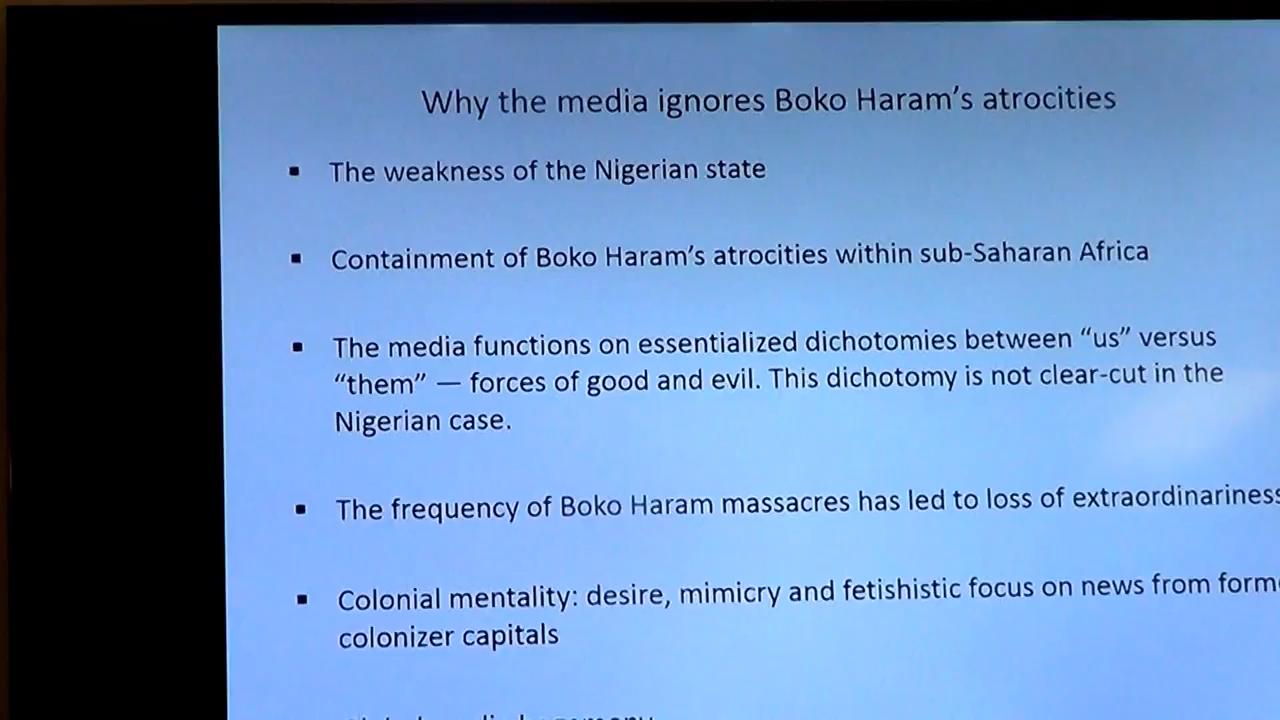 Why the media ignores Boko Haram’s atrocities
▪ The weakness of the Nigerian state
▪ Containment of Boko Haram’s atrocities within sub-Saharan Africa
▪ The media functions on essentialized dichotomies between “us” versus
“them” — forces of good and evil. This dichotomy is not clear-cut in the
Nigerian case.
▪ The frequency of Boko Haram massacres has led to loss of extraordinariness
▪ Colonial mentality: desire, mimicry and fetishistic focus on news from
colonizer capitals